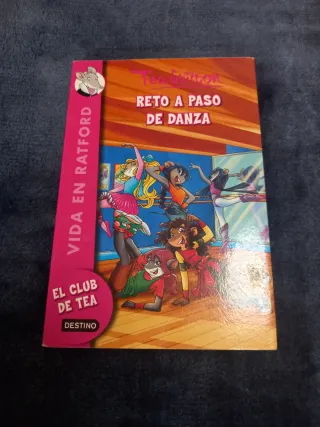 Tea Stilton
RETO A PASO
DE DANZA
VIDA EN RATFORD
EL CLUB
DE TEA
DESTINO